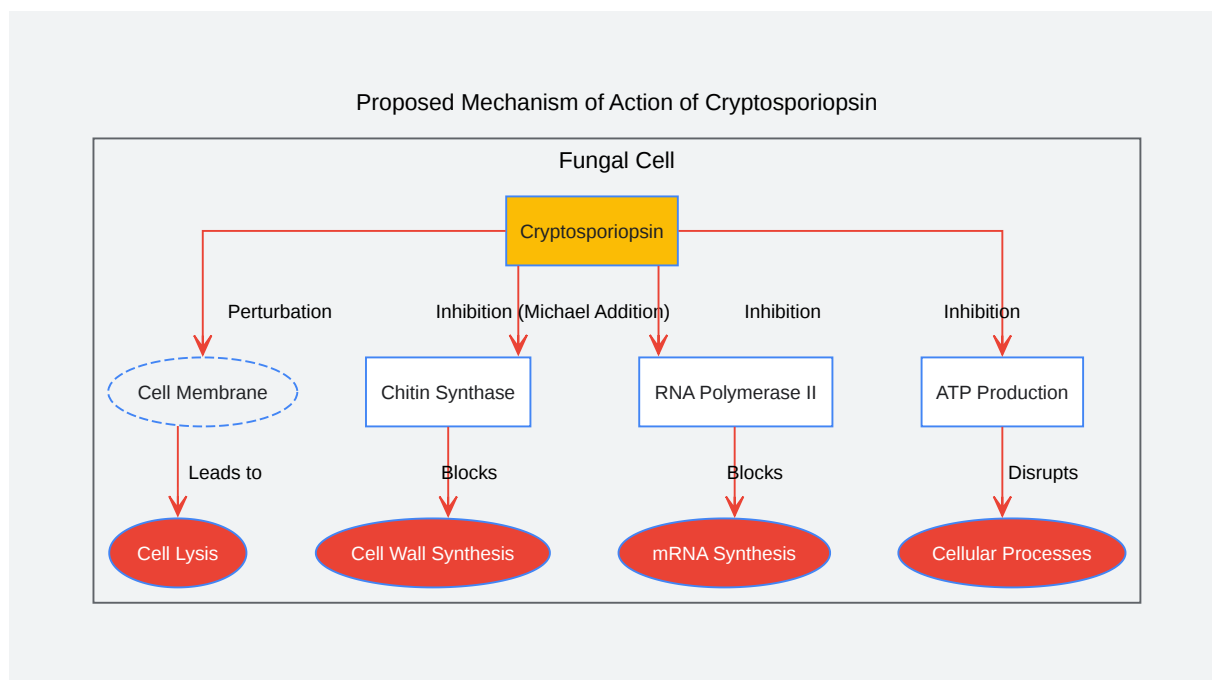 Proposed Mechanism of Action of Cryptosporiopsin
Fungal Cell
Cryptosporiopsin
Perturbation
Inhibition (Michael Addition)
Inhibition
Inhibition
Cell Membrane
Chitin Synthase
RNA Polymerase II
ATP Production
Leads to
Blocks
Blocks
Disrupts
Cell Lysis
Cell Wall Synthesis
mRNA Synthesis
Cellular Processes